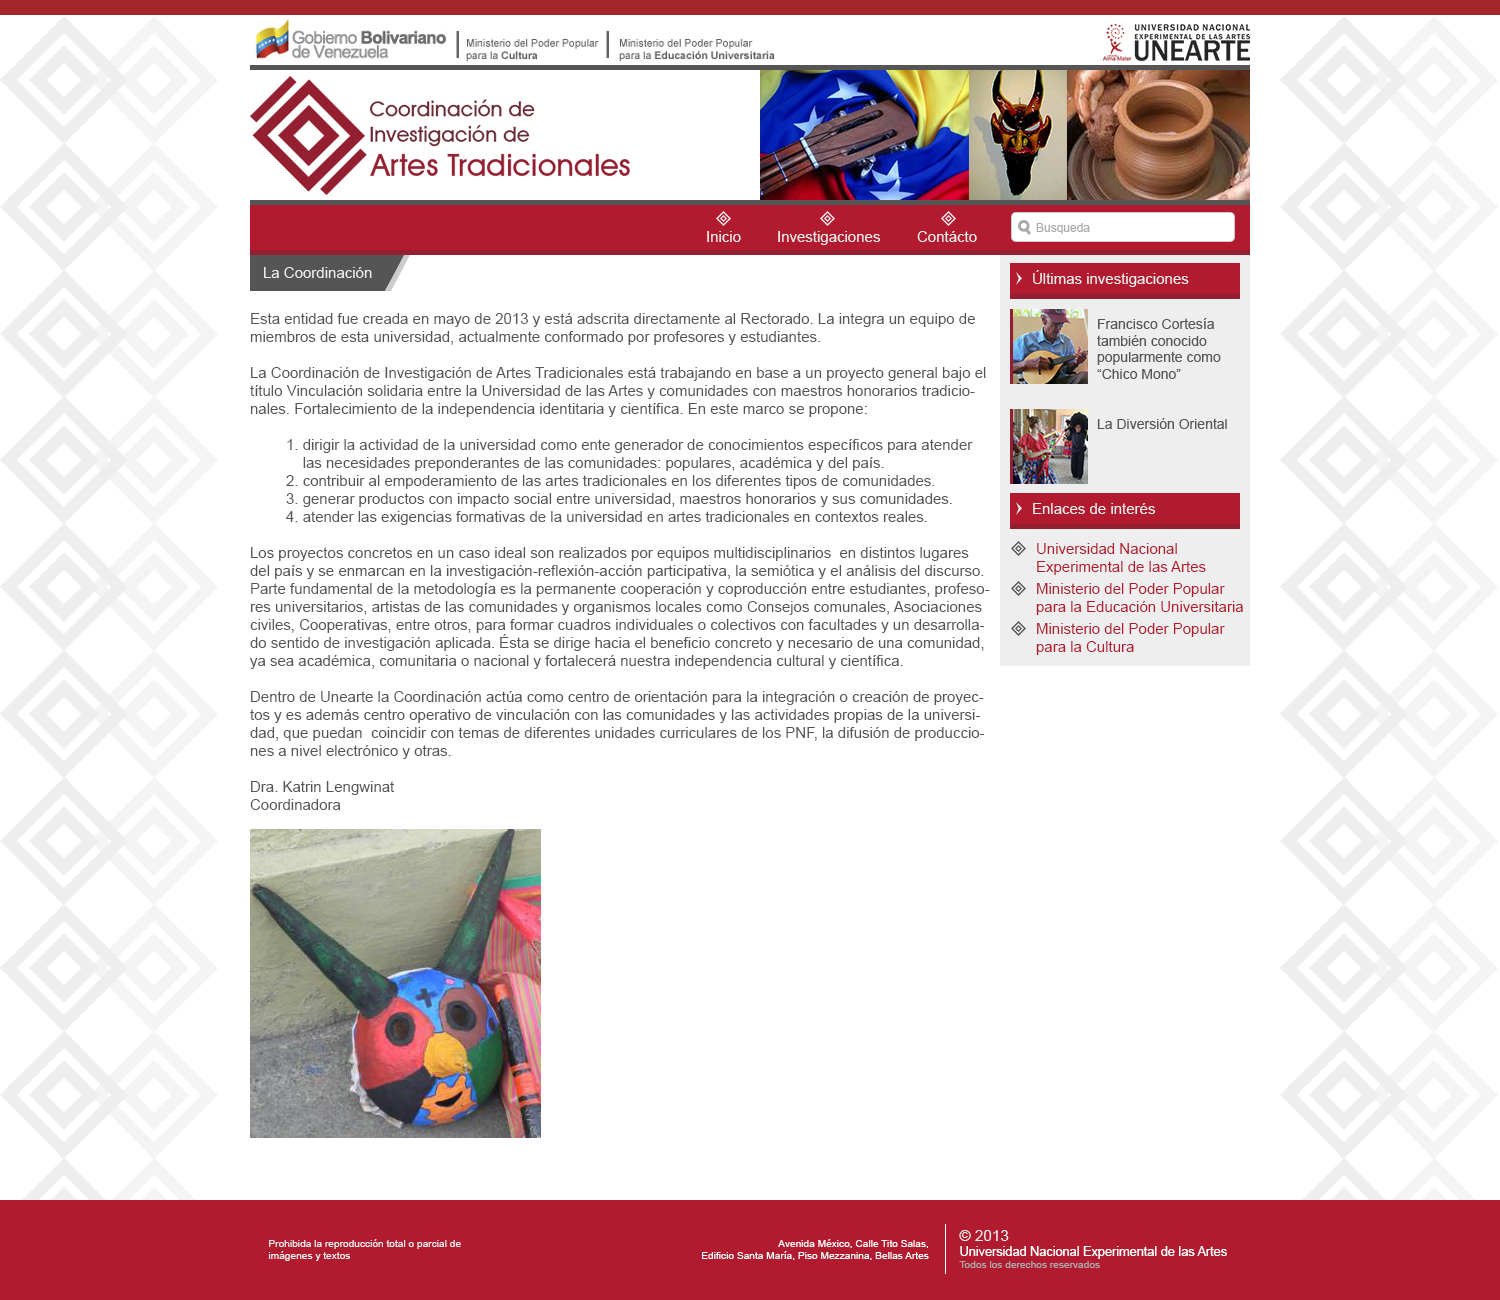 Gobierno Bolivariano
de Venezuela
Ministerio del Poder Popular
para la Cultura
Ministerio del Poder Popular
para la Educación Universitaria
UNIVERSIDAD NACIONAL
EXPERIMENTAL DE LAS ARTES
UNEARTE
Alma Mater
Coordinación de
Investigación de
Artes Tradicionales
Inicio
Investigaciones
Contácto
Busqueda
La Coordinación
Esta entidad fue creada en mayo de 2013 y está adscrita directamente al Rectorado. La integra un equipo de
miembros de esta universidad, actualmente conformado por profesores y estudiantes.
La Coordinación de Investigación de Artes Tradicionales está trabajando en base a un proyecto general bajo el
título Vinculación solidaria entre la Universidad de las Artes y comunidades con maestros honorarios tradicio-
nales. Fortalecimiento de la independencia identitaria y científica. En este marco se propone:
1. dirigir la actividad de la universidad como ente generador de conocimientos específicos para atender
las necesidades preponderantes de las comunidades: populares, académica y del país.
2. contribuir al empoderamiento de las artes tradicionales en los diferentes tipos de comunidades.
3. generar productos con impacto social entre universidad, maestros honorarios y sus comunidades.
4. atender las exigencias formativas de la universidad en artes tradicionales en contextos reales.
Los proyectos concretos en un caso ideal son realizados por equipos multidisciplinarios  en distintos lugares
del país y se enmarcan en la investigación-reflexión-acción participativa, la semiótica y el análisis del discurso.
Parte fundamental de la metodología es la permanente cooperación y coproducción entre estudiantes, profeso-
res universitarios, artistas de las comunidades y organismos locales como Consejos comunales, Asociaciones
civiles, Cooperativas, entre otros, para formar cuadros individuales o colectivos con facultades y un desarrolla-
do sentido de investigación aplicada. Ésta se dirige hacia el beneficio concreto y necesario de una comunidad,
ya sea académica, comunitaria o nacional y fortalecerá nuestra independencia cultural y científica.
Dentro de Unearte la Coordinación actúa como centro de orientación para la integración o creación de proyec-
tos y es además centro operativo de vinculación con las comunidades y las actividades propias de la universi-
dad, que puedan  coincidir con temas de diferentes unidades curriculares de los PNF, la difusión de produccio-
nes a nivel electrónico y otras.
Dra. Katrin Lengwinat
Coordinadora
Últimas investigaciones
Francisco Cortesía
también conocido
popularmente como
“Chico Mono”
La Diversión Oriental
Enlaces de interés
Universidad Nacional
Experimental de las Artes
Ministerio del Poder Popular
para la Educación Universitaria
Ministerio del Poder Popular
para la Cultura
Prohibida la reproducción total o parcial de
imágenes y textos
Avenida México, Calle Tito Salas,
Edificio Santa María, Piso Mezzanina, Bellas Artes
© 2013
Universidad Nacional Experimental de las Artes
Todos los derechos reservados